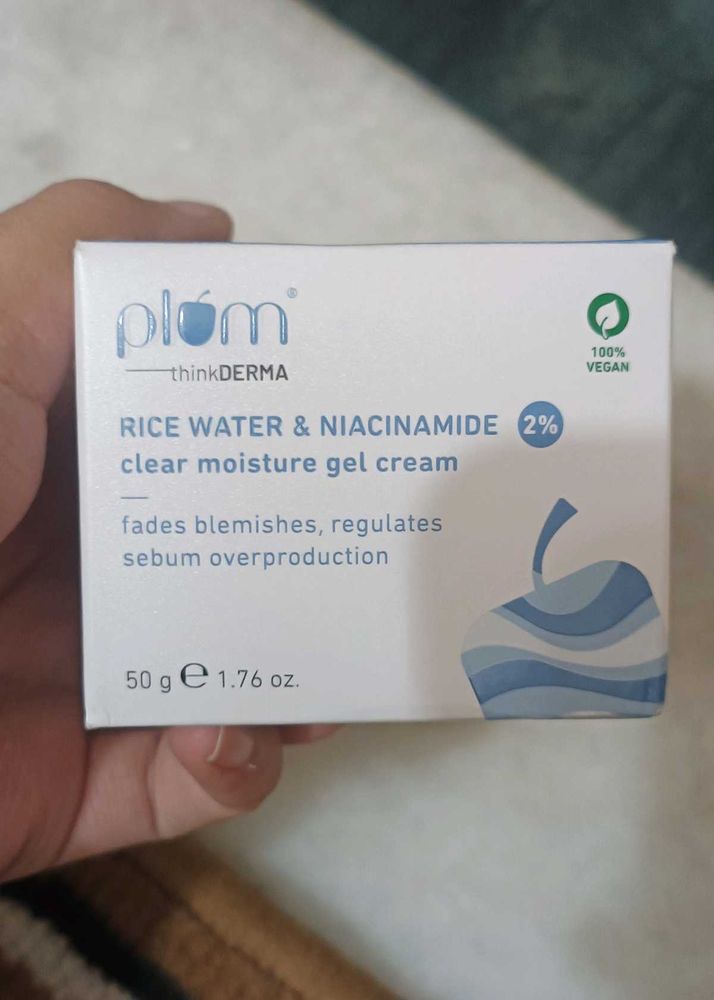 plum®
thinkDERMA
100%
VEGAN
RICE WATER & NIACINAMIDE 2%
clear moisture gel cream
fades blemishes, regulates
sebum overproduction
50 g ℮ 1.76 oz.